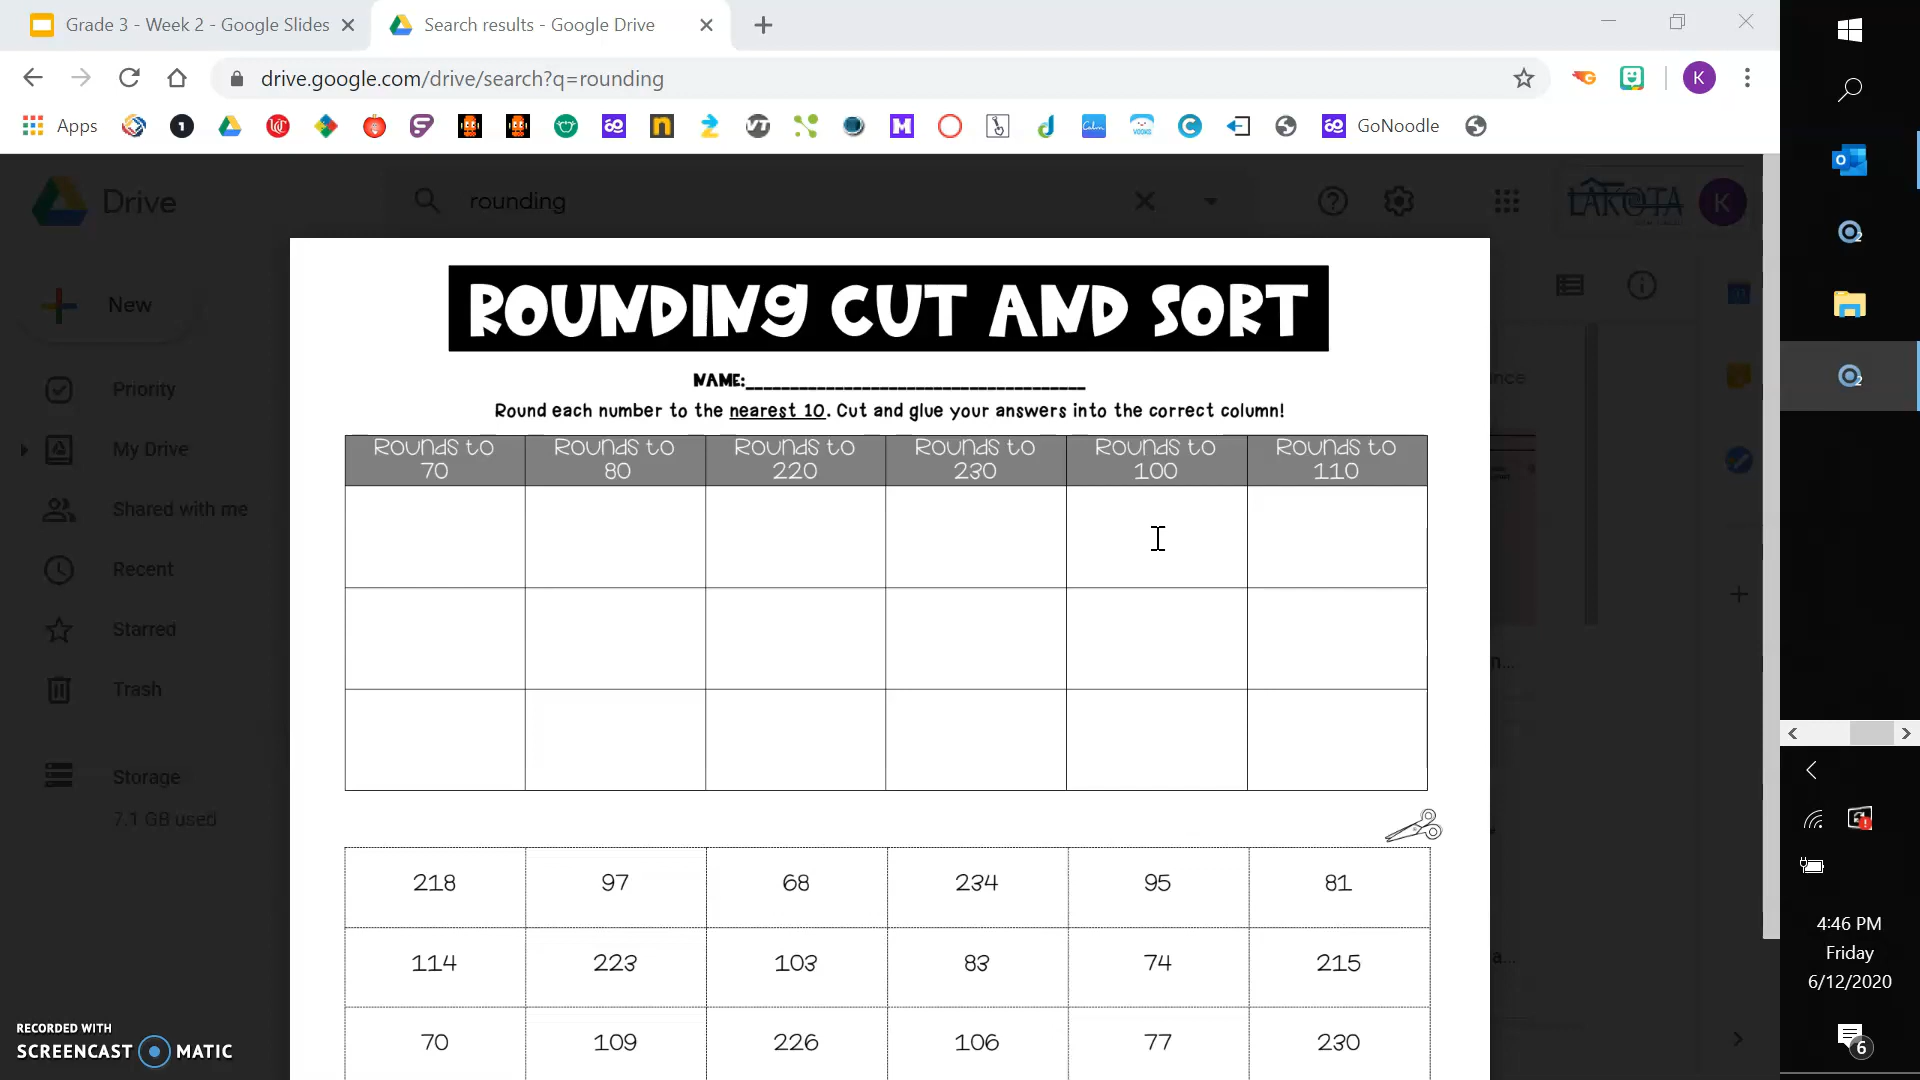 Grade 3 - Week 2 - Google Slides
Search results - Google Drive
drive.google.com/drive/search?q=rounding
K
Apps
GoNoodle
Drive
rounding
LAKOTA
K
New
Priority
My Drive
Shared with me
Recent
Starred
Trash
Storage
7.1 GB used
ROUNDING CUT AND SORT
NAME:____________________________________
Round each number to the nearest 10. Cut and glue your answers into the correct column!
Rounds to 70
Rounds to 80
Rounds to 220
Rounds to 230
Rounds to 100
Rounds to 110
218 97 68 234 95 81
114 223 103 83 74 215
70 109 226 106 77 230
RECORDED WITH
SCREENCAST MATIC
4:46 PM
Friday
6/12/2020
6